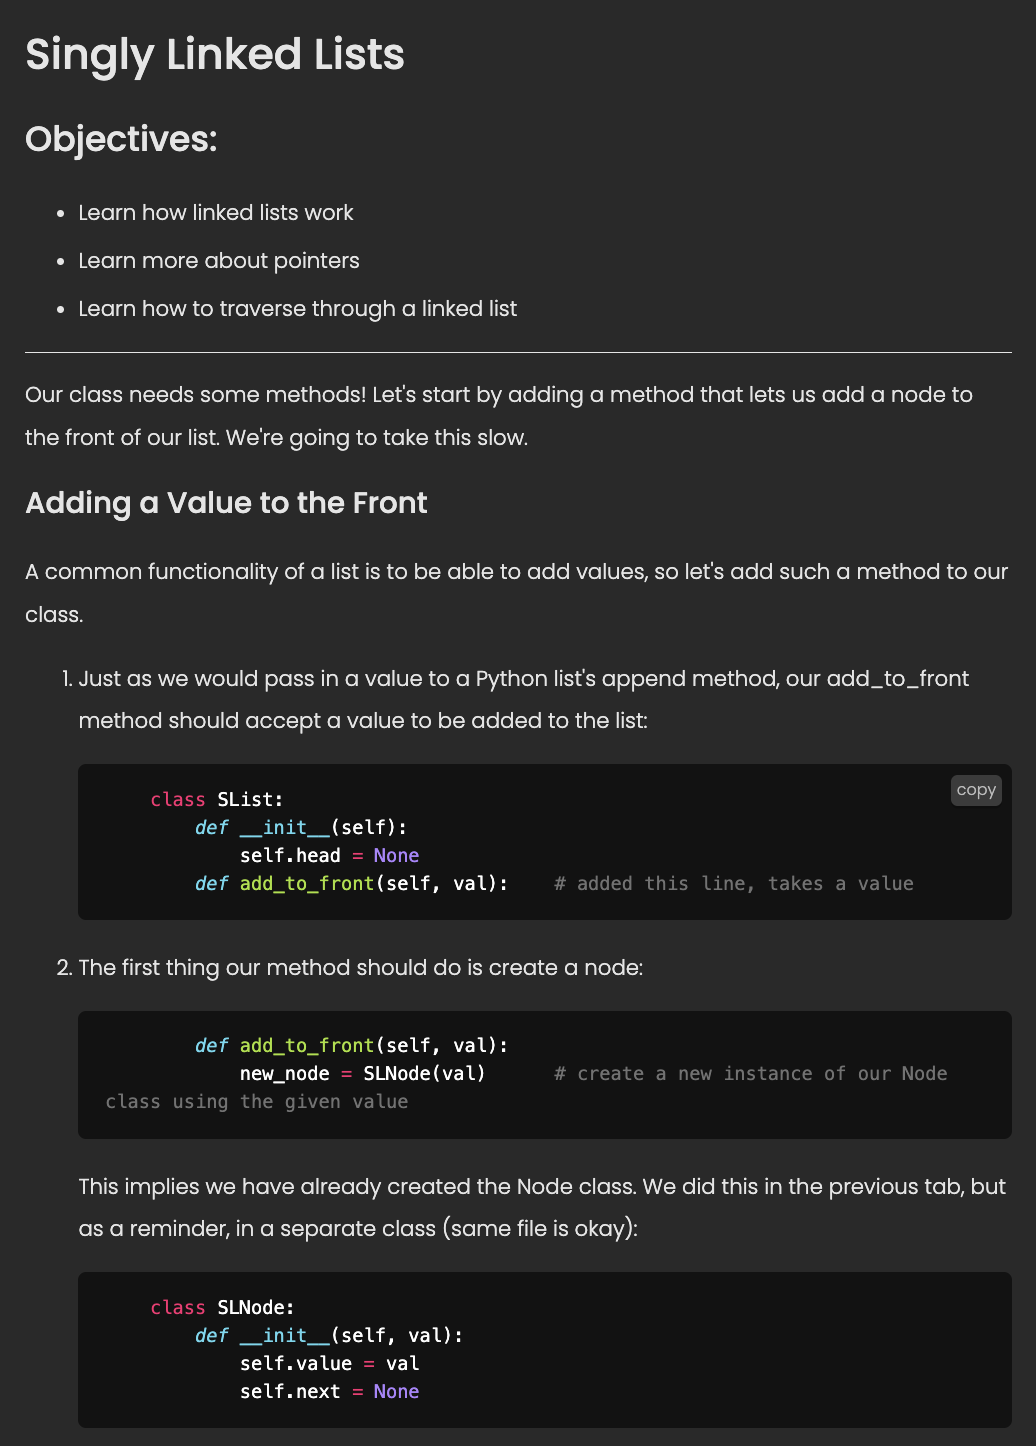 Singly Linked Lists
Objectives:
• Learn how linked lists work
• Learn more about pointers
• Learn how to traverse through a linked list
Our class needs some methods! Let's start by adding a method that lets us add a node to
the front of our list. We're going to take this slow.
Adding a Value to the Front
A common functionality of a list is to be able to add values, so let's add such a method to our
class.
1. Just as we would pass in a value to a Python list's append method, our add_to_front
method should accept a value to be added to the list:
copy
class SList:
    def __init__(self):
        self.head = None
    def add_to_front(self, val):    # added this line, takes a value
2. The first thing our method should do is create a node:
    def add_to_front(self, val):
        new_node = SLNode(val)      # create a new instance of our Node
class using the given value
This implies we have already created the Node class. We did this in the previous tab, but
as a reminder, in a separate class (same file is okay):
class SLNode:
    def __init__(self, val):
        self.value = val
        self.next = None